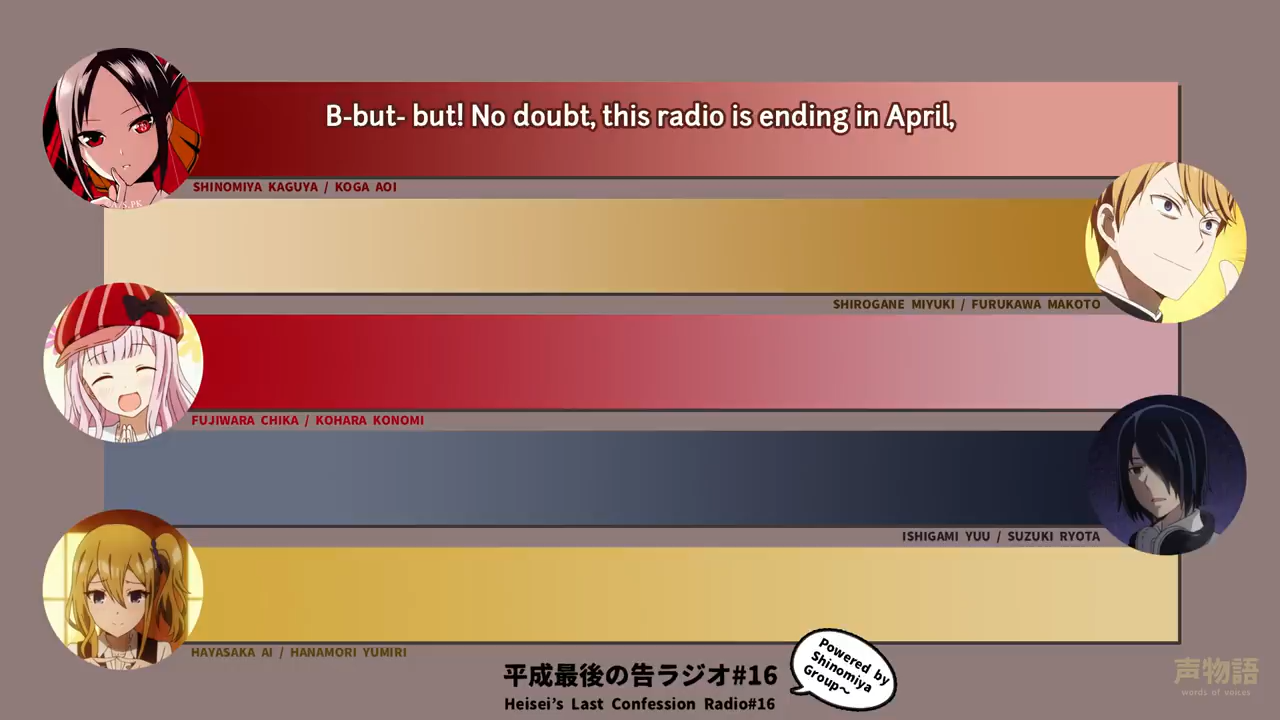 B-but- but! No doubt, this radio is ending in April,
SHINOMIYA KAGUYA / KOGA AOI
SHIROGANE MIYUKI / FURUKAWA MAKOTO
FUJIWARA CHIKA / KOHARA KONOMI
ISHIGAMI YUU / SUZUKI RYOTA
HAYASAKA AI / HANAMORI YUMIRI
平成最後の告ラジオ#16
Heisei's Last Confession Radio#16
Powered by
Shinomiya
Group~
声物語
words of voices